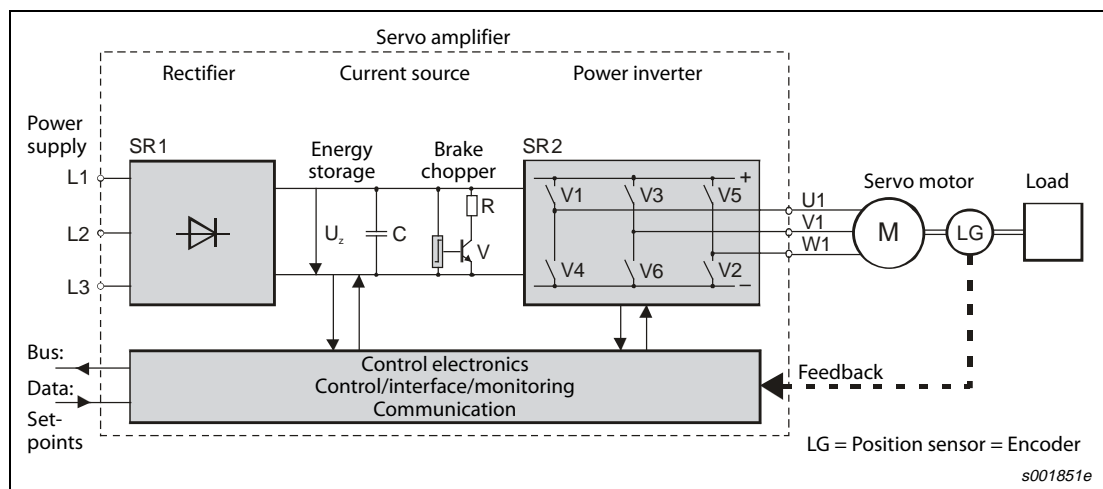 Servo amplifier
Rectifier
Current source
Power inverter
Power
supply
SR1
Energy
storage
Brake
chopper
SR2
Servo motor
Load
L1
L2
L3
U_z
C
R
V
+
V1
V3
V5
V4
V6
V2
–
U1
V1
W1
M
LG
Bus:
Data:
Set-
points
Control electronics
Control/interface/monitoring
Communication
Feedback
LG = Position sensor = Encoder
s001851e